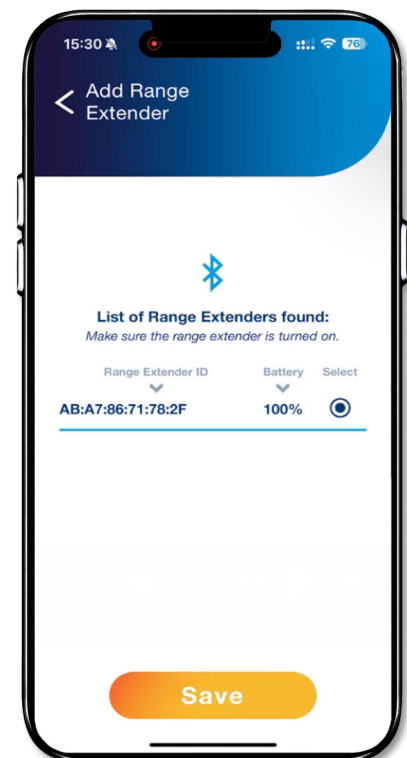 15:30 76
Add Range
Extender
List of Range Extenders found:
Make sure the range extender is turned on.
Range Extender ID Battery Select
AB:A7:86:71:78:2F 100%
Save